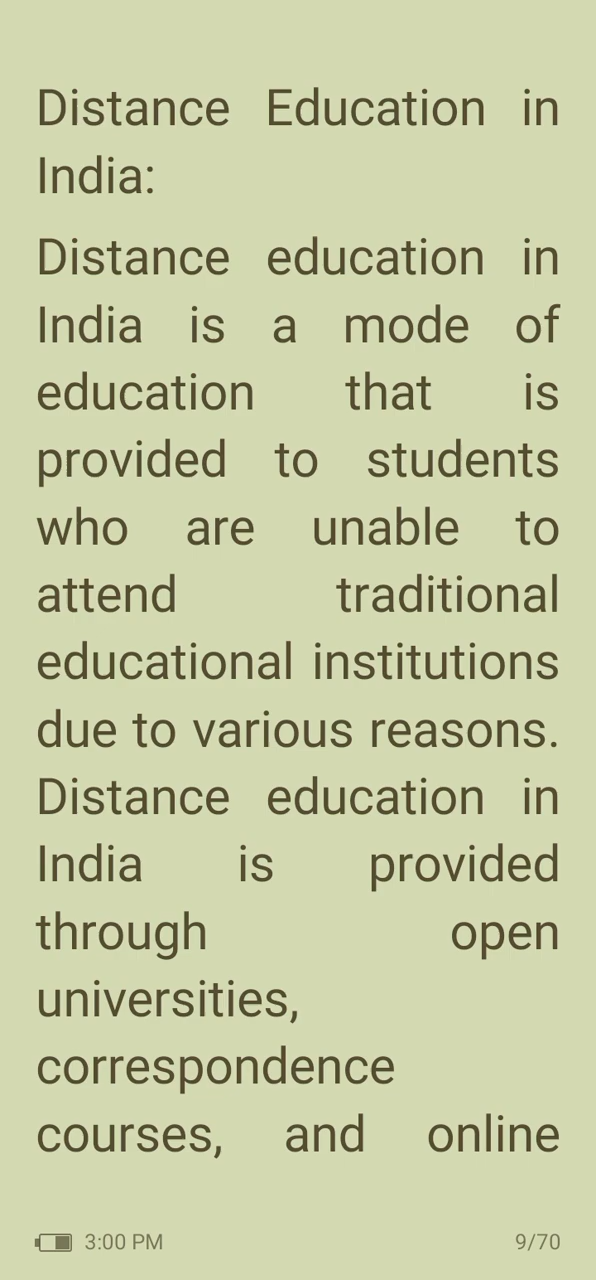 Distance Education in
India:
Distance education in
India is a mode of
education that is
provided to students
who are unable to
attend traditional
educational institutions
due to various reasons.
Distance education in
India is provided
through open
universities,
correspondence
courses, and online
3:00 PM 9/70